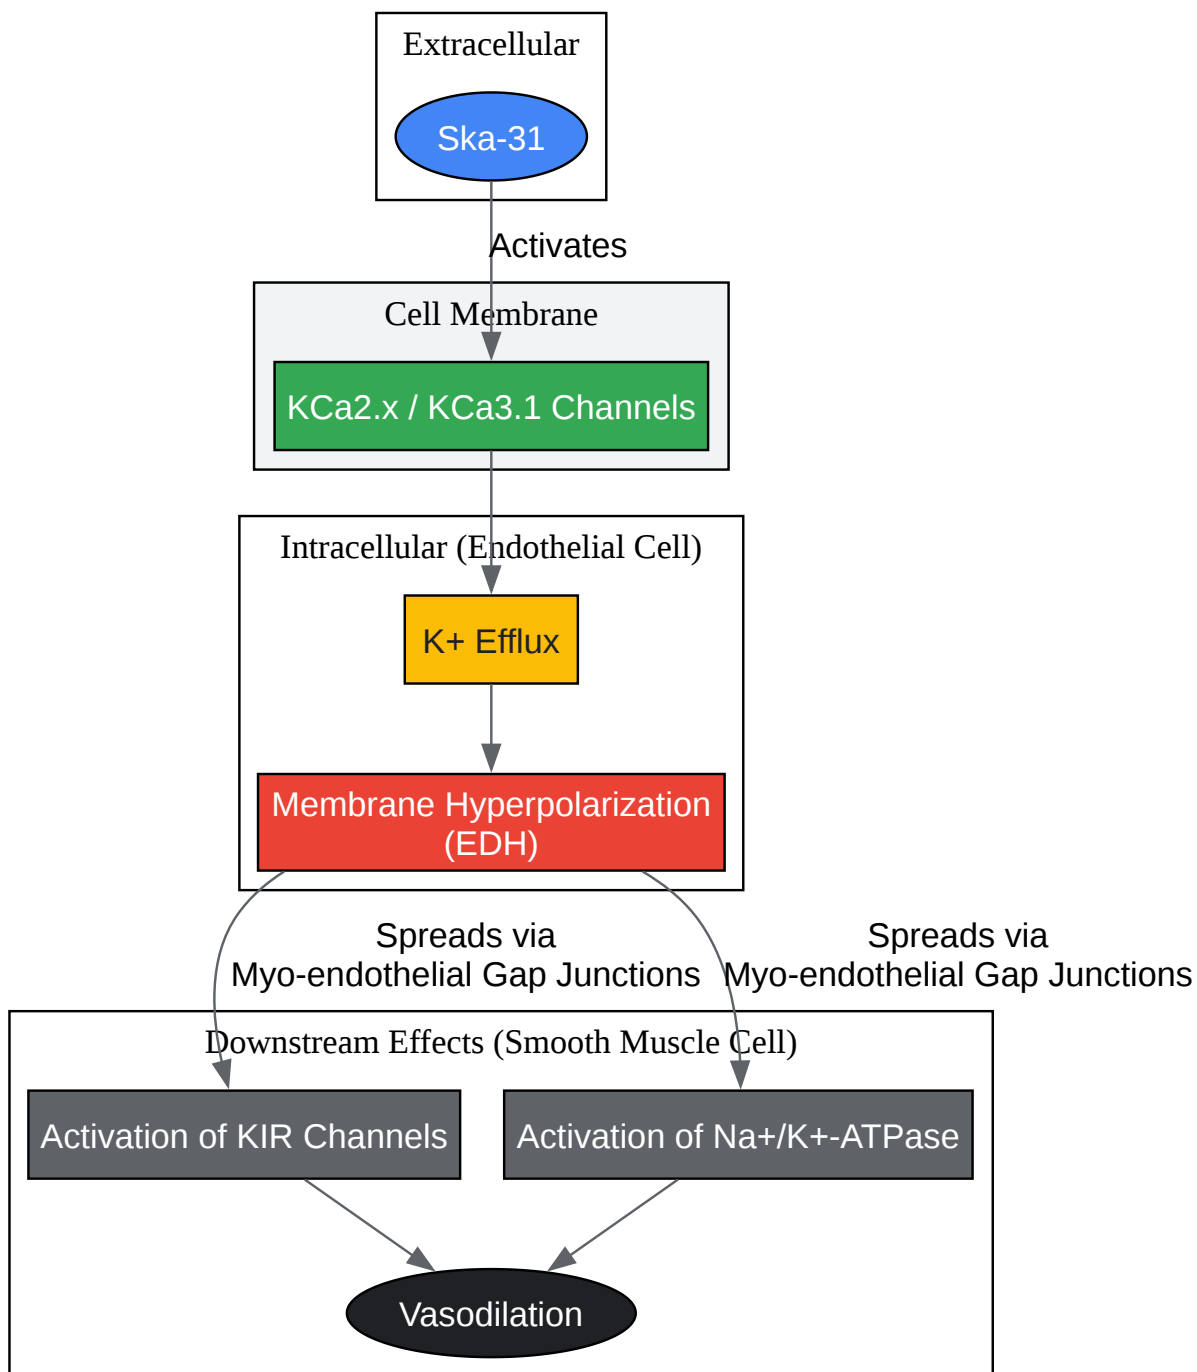 Extracellular
Ska-31
Activates
Cell Membrane
KCa2.x / KCa3.1 Channels
Intracellular (Endothelial Cell)
K+ Efflux
Membrane Hyperpolarization
(EDH)
Spreads via
Myo-endothelial Gap Junctions
Spreads via
Myo-endothelial Gap Junctions
Downstream Effects (Smooth Muscle Cell)
Activation of KIR Channels
Activation of Na+/K+-ATPase
Vasodilation